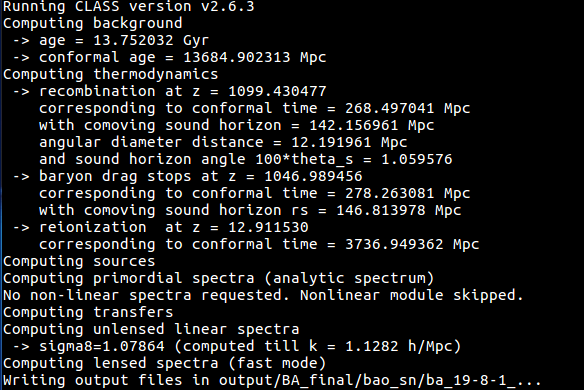 Running CLASS version v2.6.3
Computing background
 -> age = 13.752032 Gyr
 -> conformal age = 13684.902313 Mpc
Computing thermodynamics
 -> recombination at z = 1099.430477
    corresponding to conformal time = 268.497041 Mpc
    with comoving sound horizon = 142.156961 Mpc
    angular diameter distance = 12.191961 Mpc
    and sound horizon angle 100*theta_s = 1.059576
 -> baryon drag stops at z = 1046.989456
    corresponding to conformal time = 278.263081 Mpc
    with comoving sound horizon rs = 146.813978 Mpc
 -> reionization  at z = 12.911530
    corresponding to conformal time = 3736.949362 Mpc
Computing sources
Computing primordial spectra (analytic spectrum)
No non-linear spectra requested. Nonlinear module skipped.
Computing transfers
Computing unlensed linear spectra
 -> sigma8=1.07864 (computed till k = 1.1282 h/Mpc)
Computing lensed spectra (fast mode)
Writing output files in output/BA_final/bao_sn/ba_19-8-1_...